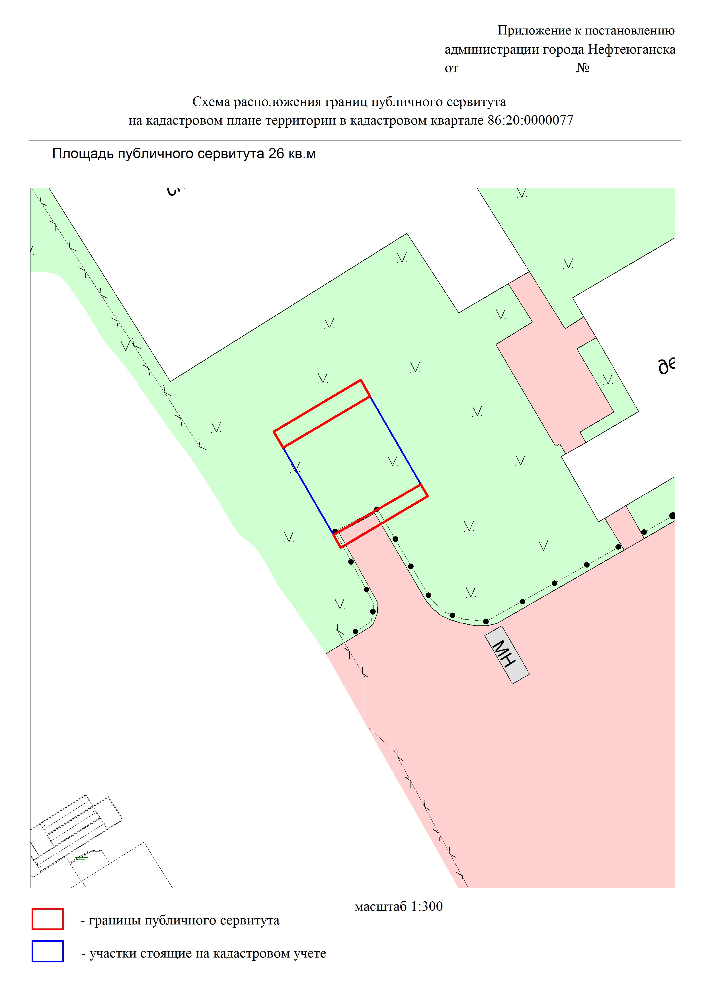 Приложение к постановлению
администрации города Нефтеюганска
от________________ №__________
Схема расположения границ публичного сервитута
на кадастровом плане территории в кадастровом квартале 86:20:0000077
Площадь публичного сервитута 26 кв.м
МН
масштаб 1:300
- границы публичного сервитута
- участки стоящие на кадастровом учете